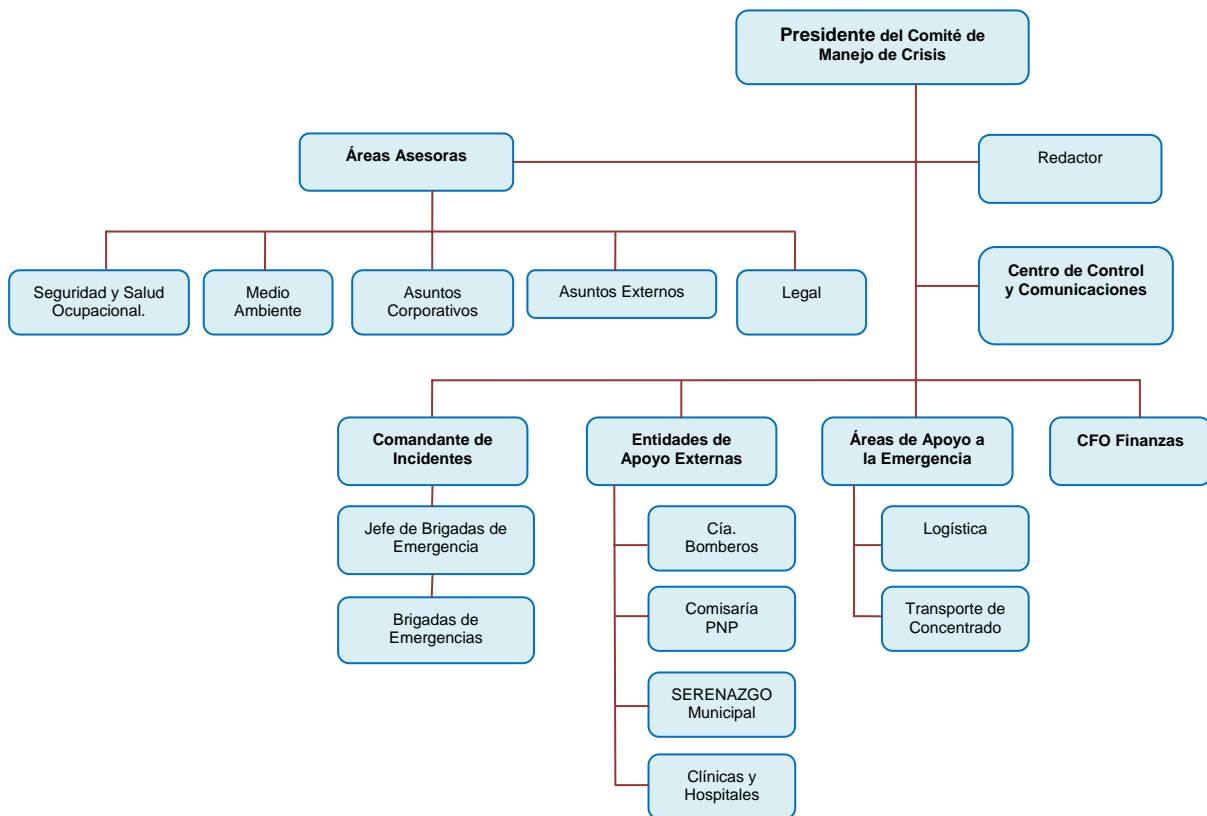 Presidente del Comité de
Manejo de Crisis
Áreas Asesoras
Redactor
Seguridad y Salud
Ocupacional.
Medio
Ambiente
Asuntos
Corporativos
Asuntos Externos
Legal
Centro de Control
y Comunicaciones
Comandante de
Incidentes
Entidades de
Apoyo Externas
Áreas de Apoyo a
la Emergencia
CFO Finanzas
Jefe de Brigadas de
Emergencia
Cía.
Bomberos
Logística
Brigadas de
Emergencias
Comisaría
PNP
Transporte de
Concentrado
SERENAZGO
Municipal
Clínicas y
Hospitales